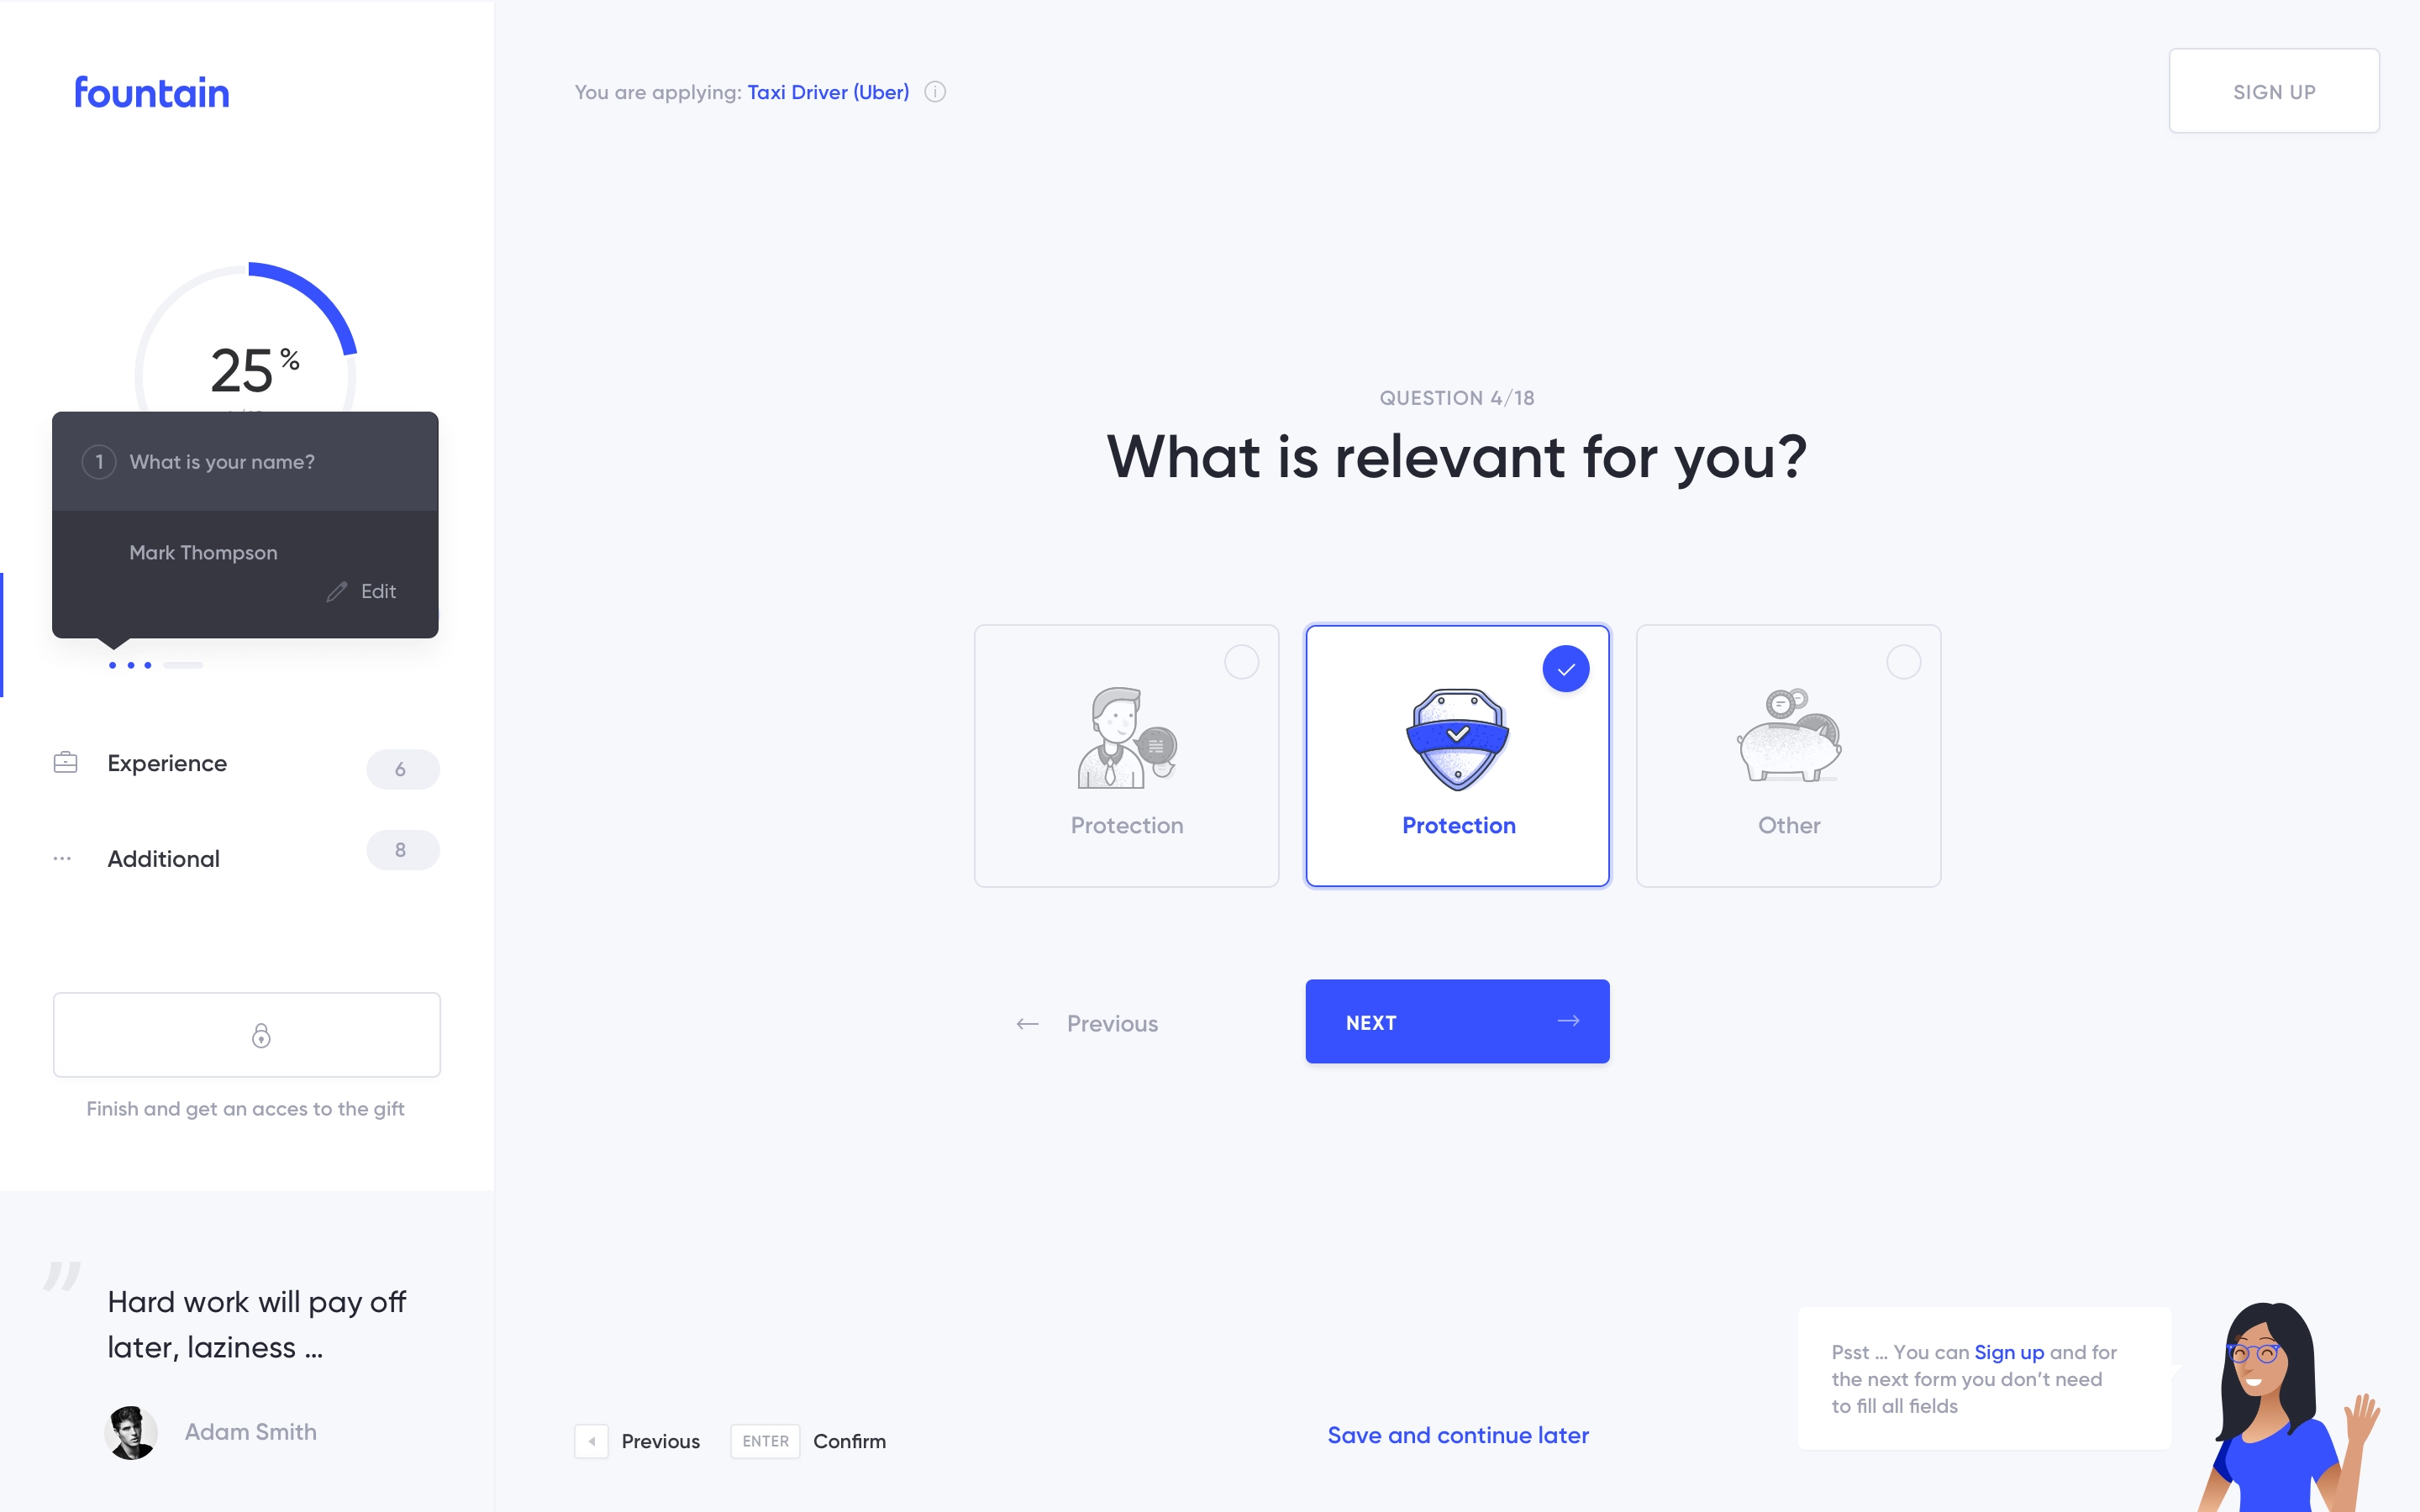 fountain
You are applying: Taxi Driver (Uber)
SIGN UP
25%
1 What is your name?
Mark Thompson
Edit
Experience
6
Additional
8
Finish and get an acces to the gift
Hard work will pay off
later, laziness ...
Adam Smith
QUESTION 4/18
What is relevant for you?
Protection
Protection
Other
Previous
NEXT
Previous
ENTER
Confirm
Save and continue later
Psst ... You can Sign up and for
the next form you don’t need
to fill all fields